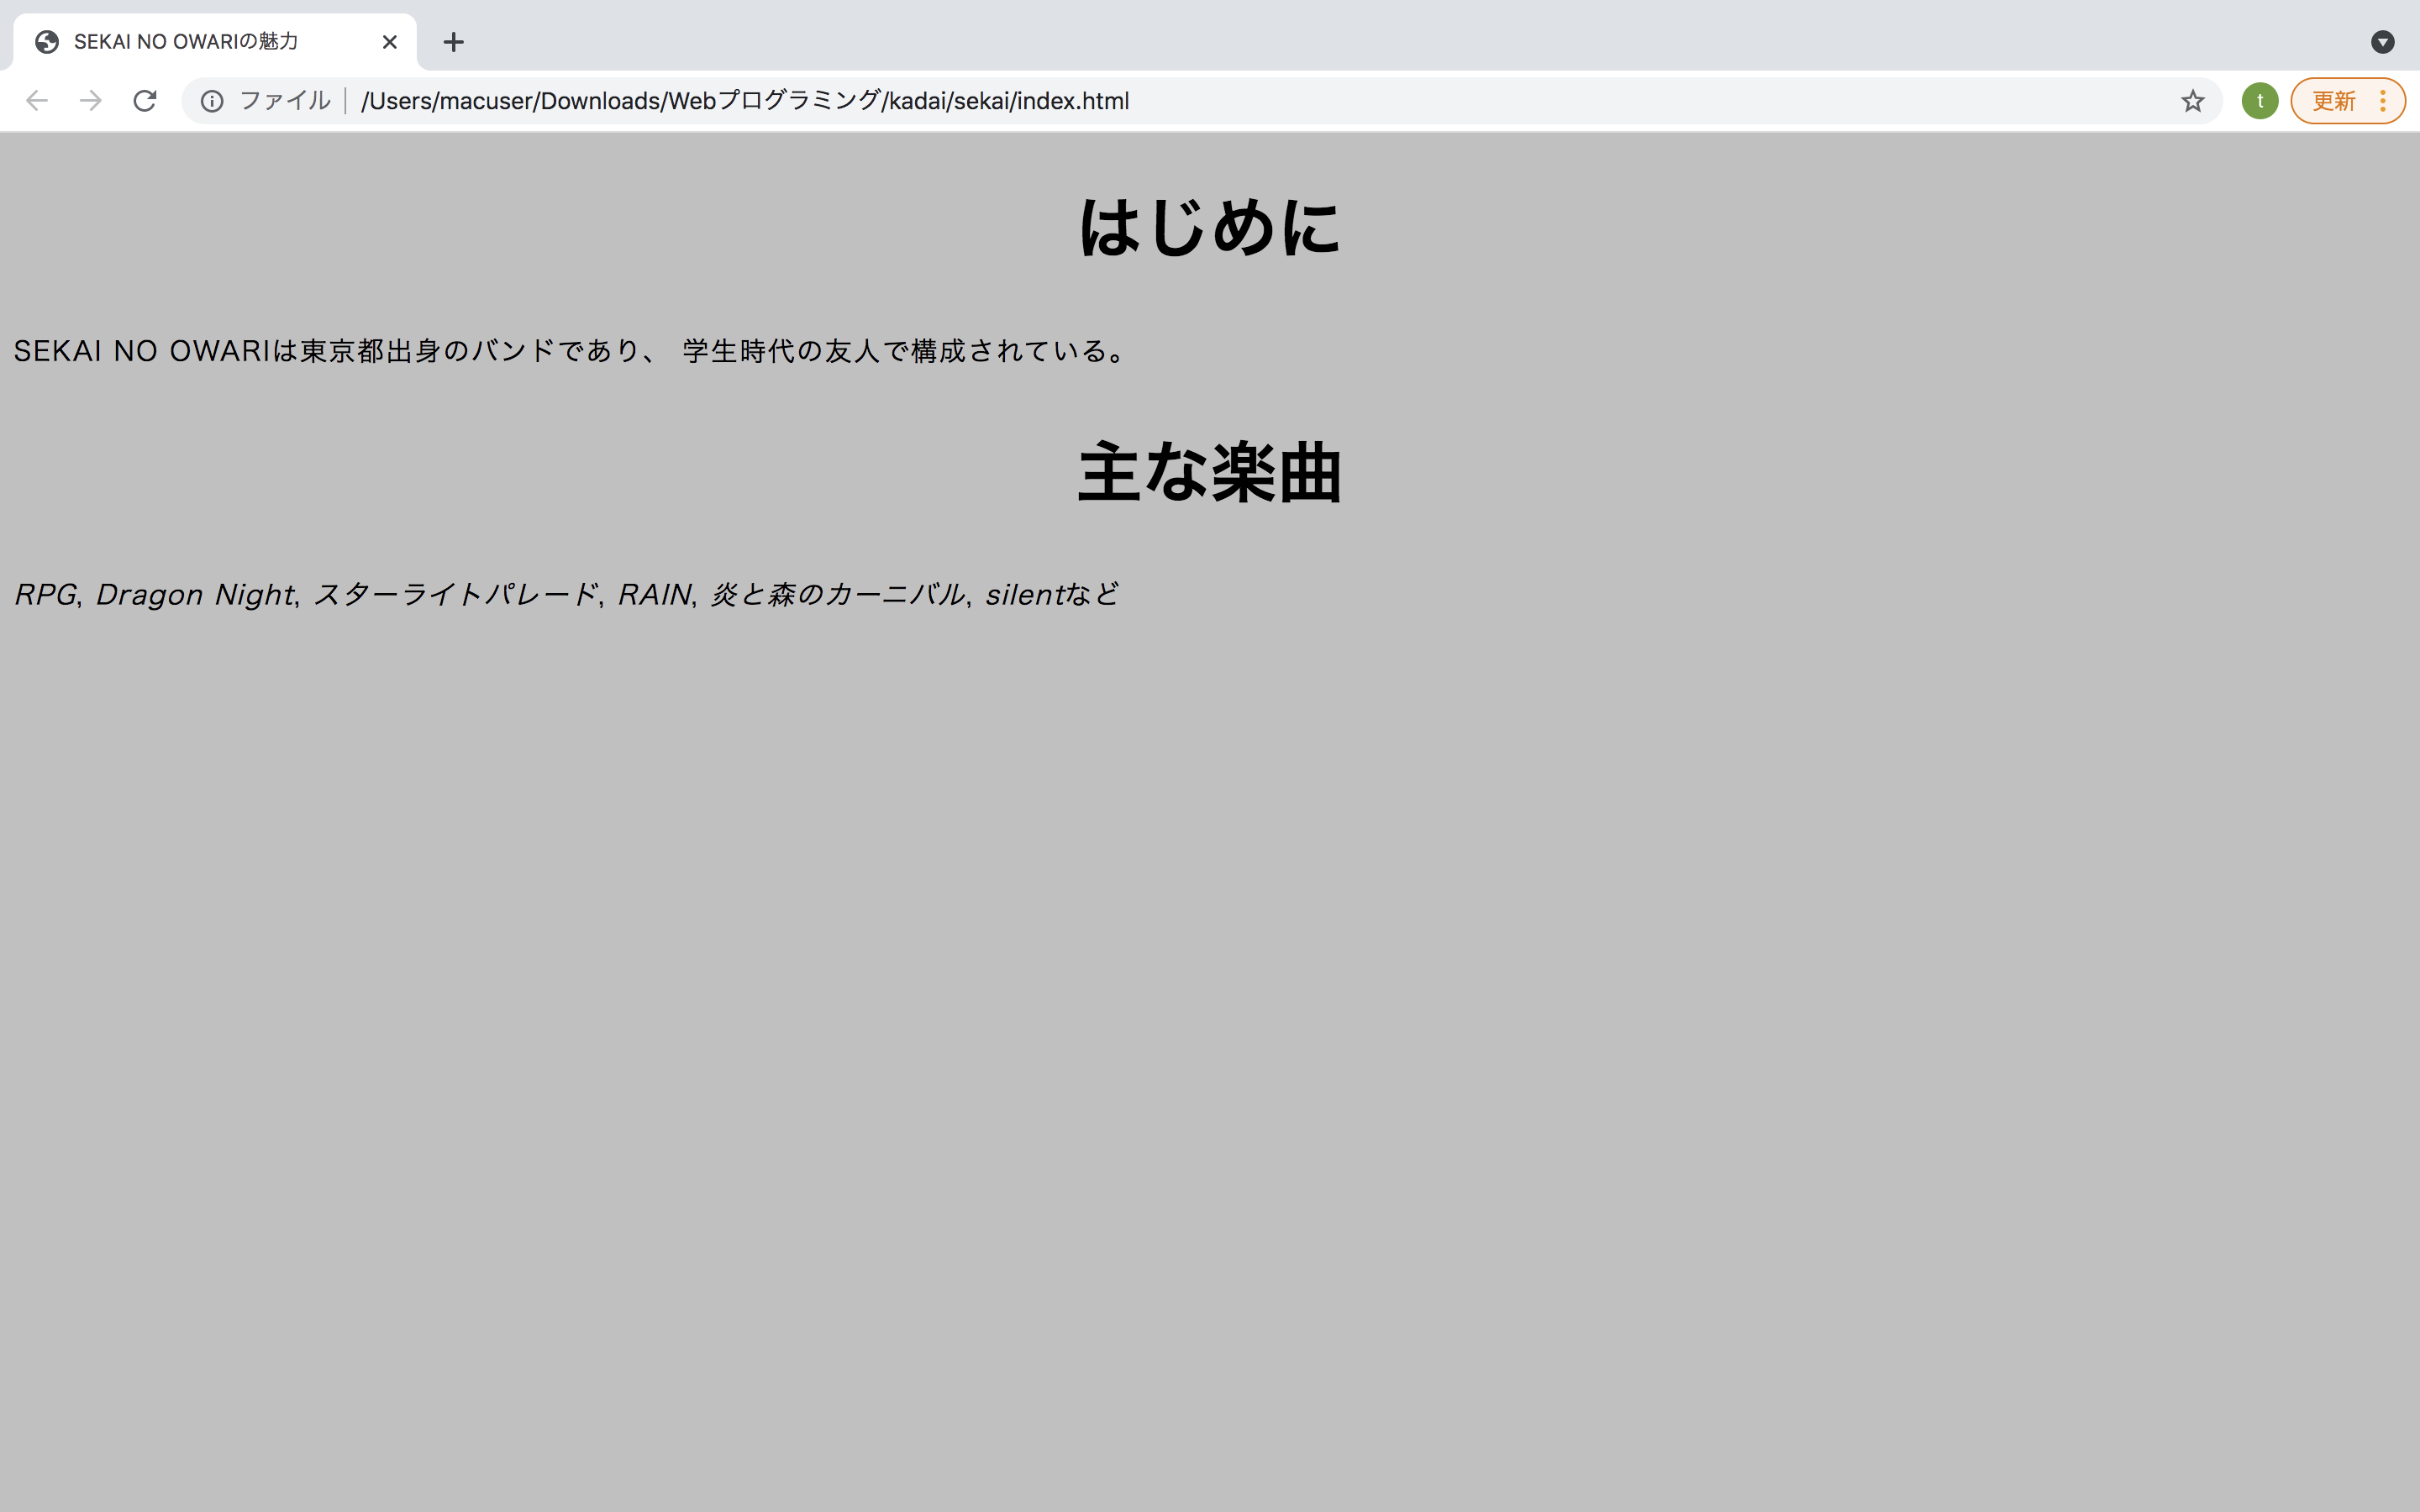 SEKAI NO OWARIの魅力
ファイル /Users/macuser/Downloads/Webプログラミング/kadai/sekai/index.html
t
更新
はじめに
SEKAI NO OWARIは東京都出身のバンドであり、 学生時代の友人で構成されている。
主な楽曲
RPG, Dragon Night, スターライトパレード, RAIN, 炎と森のカーニバル, silentなど